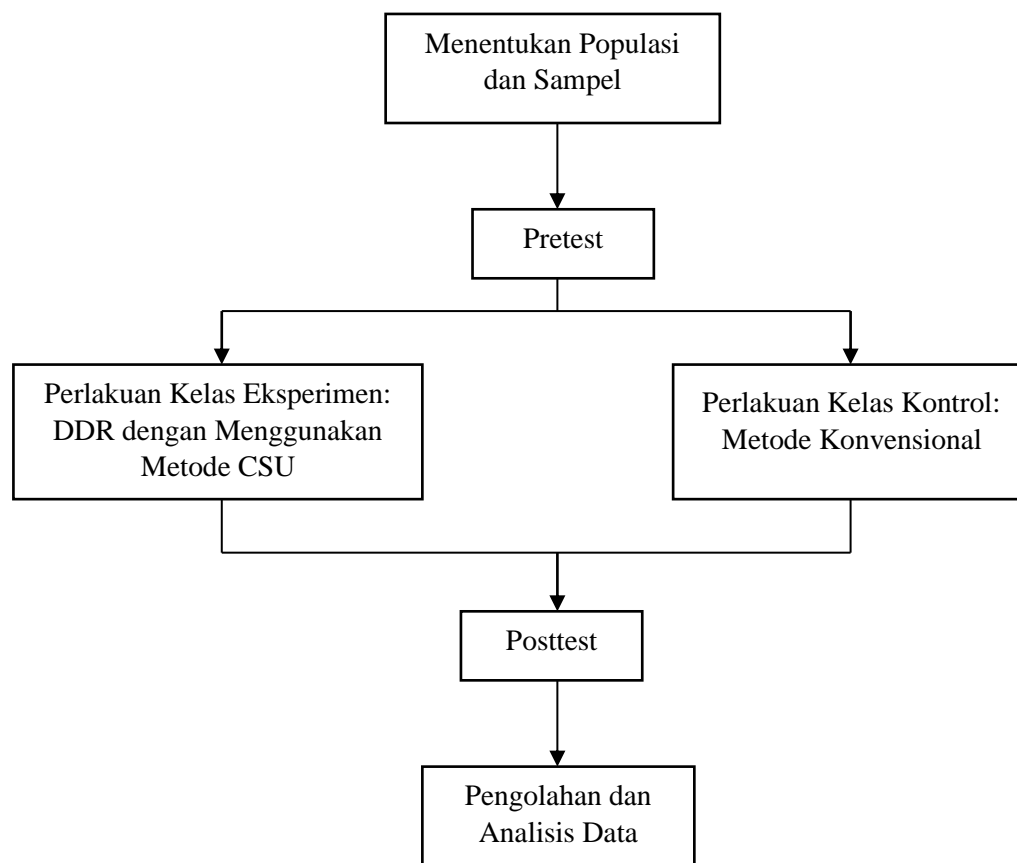 Menentukan Populasi
dan Sampel
Pretest
Perlakuan Kelas Eksperimen:
DDR dengan Menggunakan
Metode CSU
Perlakuan Kelas Kontrol:
Metode Konvensional
Posttest
Pengolahan dan
Analisis Data